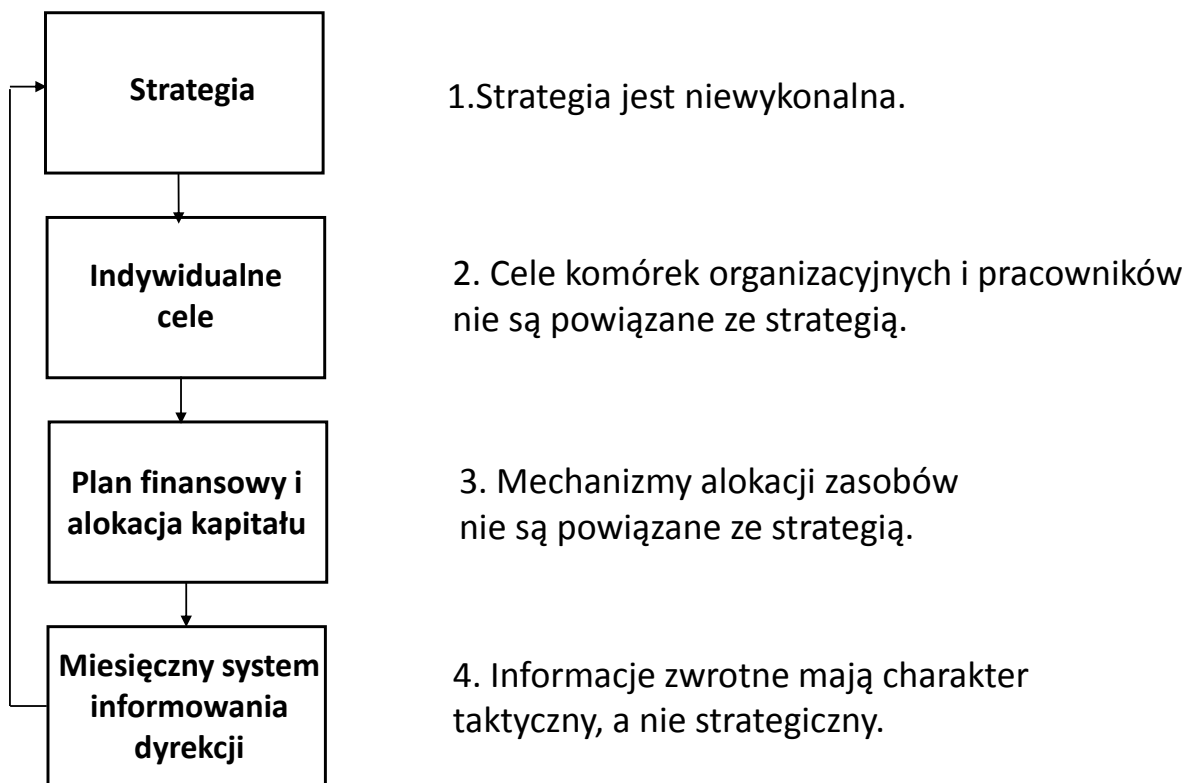 Strategia
1.Strategia jest niewykonalna.
Indywidualne
cele
2. Cele komórek organizacyjnych i pracowników
nie są powiązane ze strategią.
Plan finansowy i
alokacja kapitału
3. Mechanizmy alokacji zasobów
nie są powiązane ze strategią.
Miesięczny system
informowania
dyrekcji
4. Informacje zwrotne mają charakter
taktyczny, a nie strategiczny.